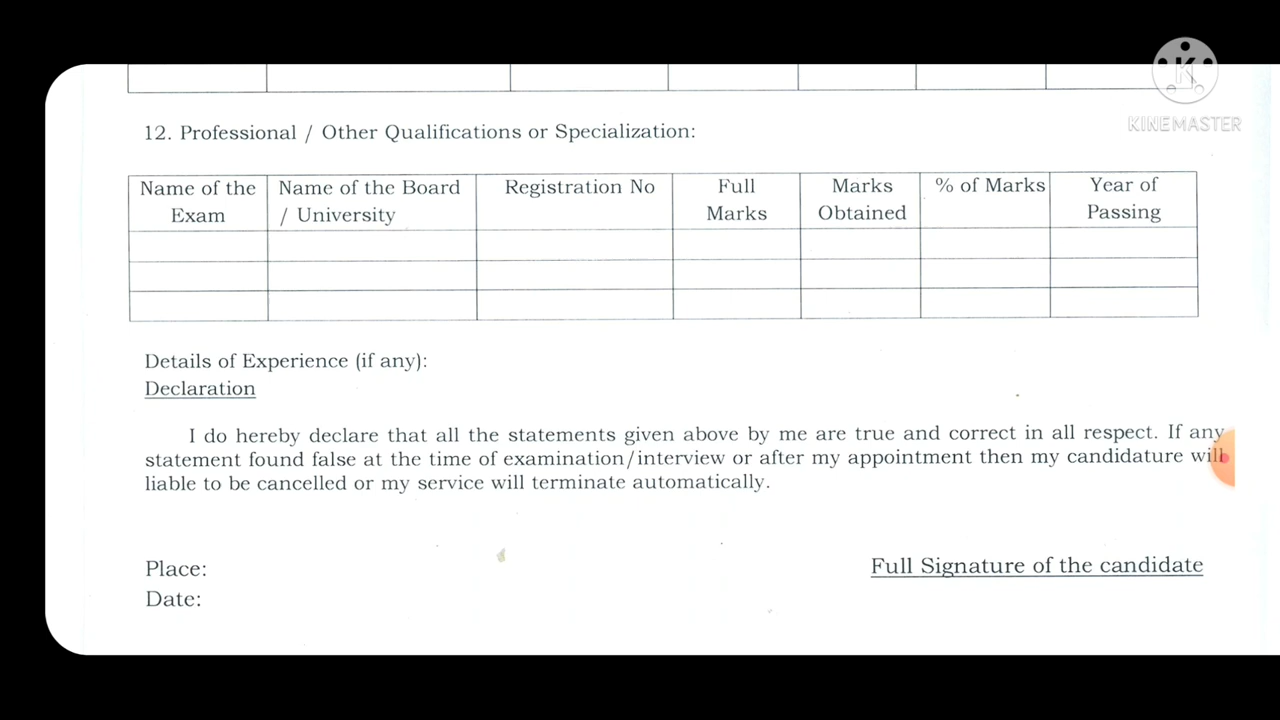 KINEMASTER
12. Professional / Other Qualifications or Specialization:
Name of the Exam Name of the Board / University Registration No Full Marks Marks Obtained % of Marks Year of Passing
Details of Experience (if any):
Declaration
I do hereby declare that all the statements given above by me are true and correct in all respect. If any
statement found false at the time of examination/interview or after my appointment then my candidature will
liable to be cancelled or my service will terminate automatically.
Place:
Full Signature of the candidate
Date: